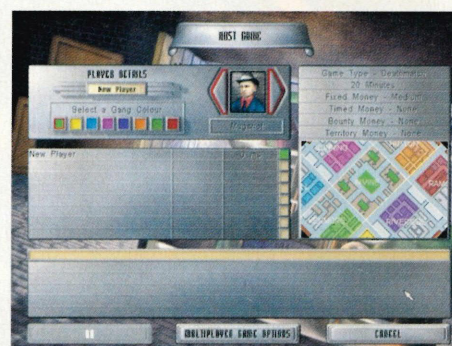 HOST GAME
PLAYER DETAILS
New Player
Select a Gang Colour
Game Type - Deathmatch
20 Minutes
Fixed Money - Medium
Timed Money - None
Bounty Money - None
Territory Money - None
New Player
OK
MULTIPLAYER GAME OPTIONS
CANCEL